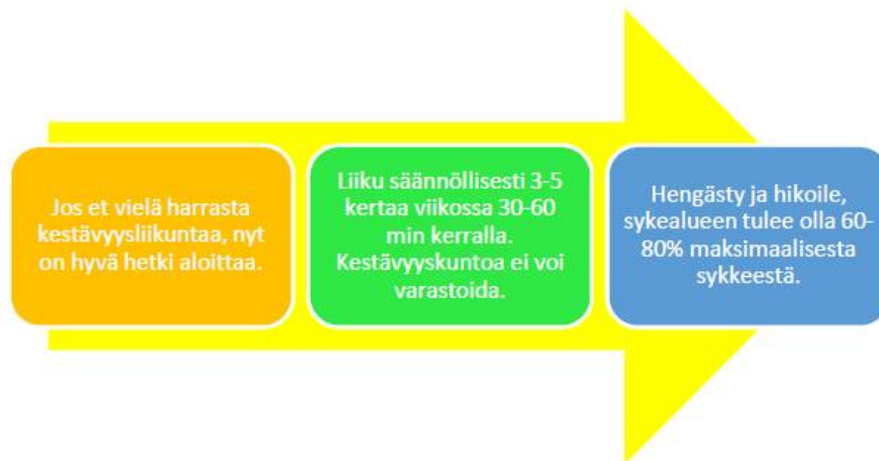 Jos et vielä harrasta
kestävyysliikuntaa, nyt
on hyvä hetki aloittaa.
Liiku säännöllisesti 3-5
kertaa viikossa 30-60
min kerralla.
Kestävyyskuntoa ei voi
varastoida.
Hengästy ja hikoile,
sykealueen tulee olla 60-
80% maksimaalisesta
sykkeestä.